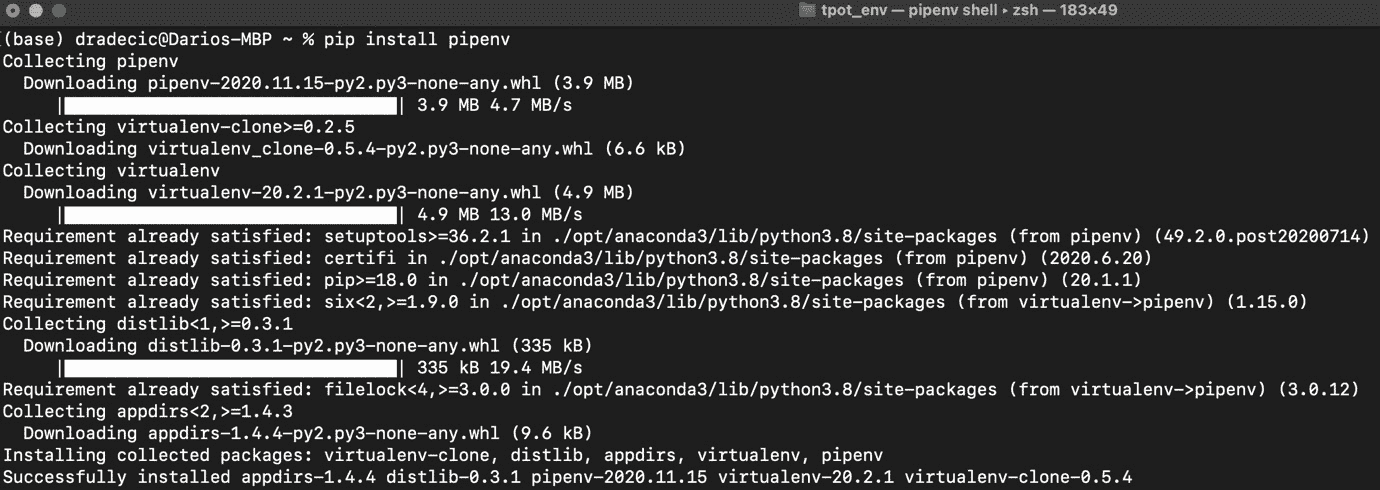 tpot_env — pipenv shell ▸ zsh — 183×49
(base) dradecic@Darios-MBP ~ % pip install pipenv
Collecting pipenv
  Downloading pipenv-2020.11.15-py2.py3-none-any.whl (3.9 MB)
     |████████████████████████████████| 3.9 MB 4.7 MB/s
Collecting virtualenv-clone>=0.2.5
  Downloading virtualenv_clone-0.5.4-py2.py3-none-any.whl (6.6 kB)
Collecting virtualenv
  Downloading virtualenv-20.2.1-py2.py3-none-any.whl (4.9 MB)
     |████████████████████████████████| 4.9 MB 13.0 MB/s
Requirement already satisfied: setuptools>=36.2.1 in ./opt/anaconda3/lib/python3.8/site-packages (from pipenv) (49.2.0.post20200714)
Requirement already satisfied: certifi in ./opt/anaconda3/lib/python3.8/site-packages (from pipenv) (2020.6.20)
Requirement already satisfied: pip>=18.0 in ./opt/anaconda3/lib/python3.8/site-packages (from pipenv) (20.1.1)
Requirement already satisfied: six<2,>=1.9.0 in ./opt/anaconda3/lib/python3.8/site-packages (from virtualenv->pipenv) (1.15.0)
Collecting distlib<1,>=0.3.1
  Downloading distlib-0.3.1-py2.py3-none-any.whl (335 kB)
     |████████████████████████████████| 335 kB 19.4 MB/s
Requirement already satisfied: filelock<4,>=3.0.0 in ./opt/anaconda3/lib/python3.8/site-packages (from virtualenv->pipenv) (3.0.12)
Collecting appdirs<2,>=1.4.3
  Downloading appdirs-1.4.4-py2.py3-none-any.whl (9.6 kB)
Installing collected packages: virtualenv-clone, distlib, appdirs, virtualenv, pipenv
Successfully installed appdirs-1.4.4 distlib-0.3.1 pipenv-2020.11.15 virtualenv-20.2.1 virtualenv-clone-0.5.4